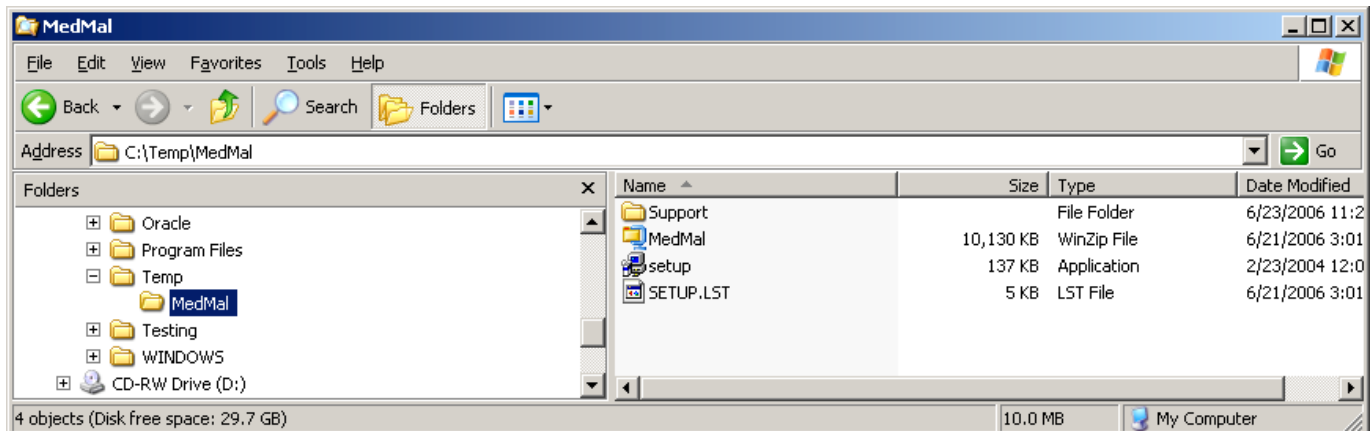 MedMal
File Edit View Favorites Tools Help
Back Search Folders
Address C:\Temp\MedMal Go
Folders x Name Size Type Date Modified
Oracle Support File Folder 6/23/2006 11:2
Program Files MedMal 10,130 KB WinZip File 6/21/2006 3:01
Temp setup 137 KB Application 2/23/2004 12:0
MedMal SETUP.LST 5 KB LST File 6/21/2006 3:01
Testing
WINDOWS
CD-RW Drive (D:)
4 objects (Disk free space: 29.7 GB) 10.0 MB My Computer